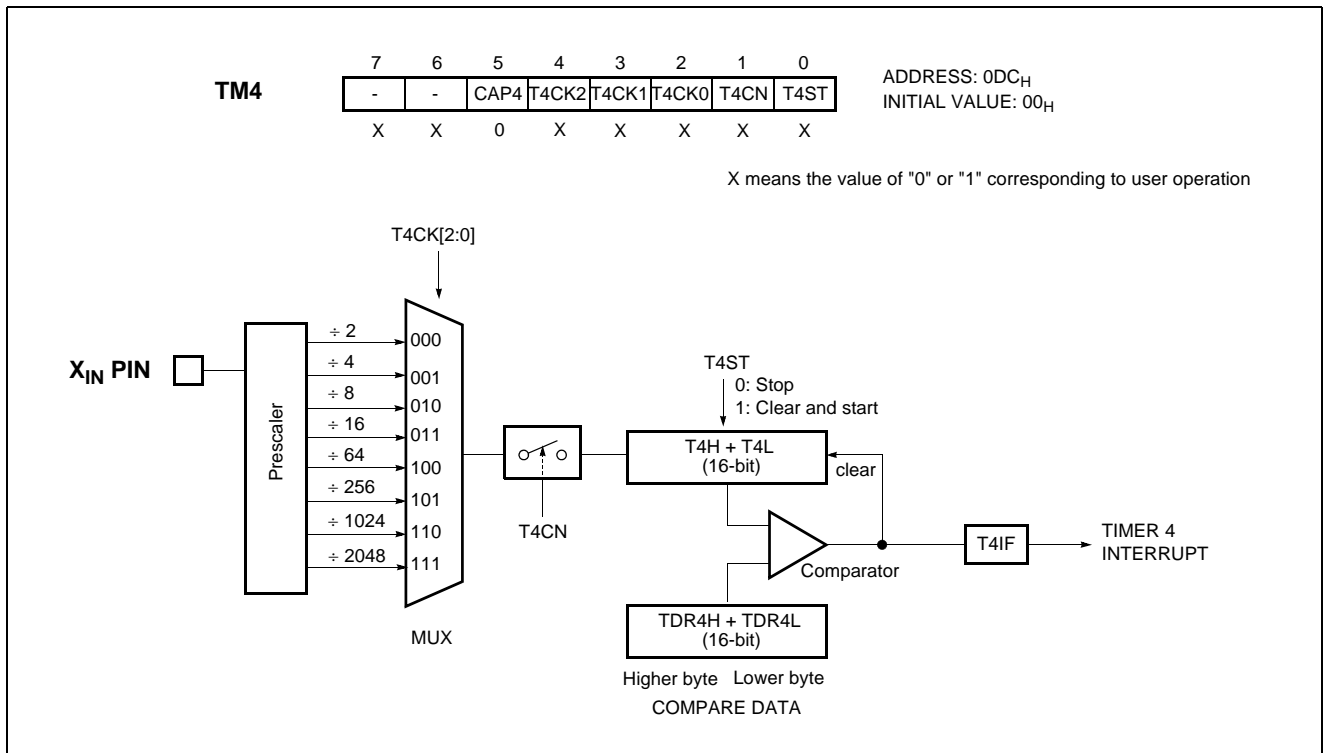 7 6 5 4 3 2 1 0
TM4
- - CAP4 T4CK2 T4CK1 T4CK0 T4CN T4ST
X X 0 X X X X X
ADDRESS: 0DCH
INITIAL VALUE: 00H
X means the value of "0" or "1" corresponding to user operation
T4CK[2:0]
XIN PIN
Prescaler
÷ 2
÷ 4
÷ 8
÷ 16
÷ 64
÷ 256
÷ 1024
÷ 2048
000
001
010
011
100
101
110
111
MUX
T4CN
T4ST
0: Stop
1: Clear and start
T4H + T4L
(16-bit)
clear
Comparator
T4IF
TIMER 4
INTERRUPT
TDR4H + TDR4L
(16-bit)
Higher byte Lower byte
COMPARE DATA